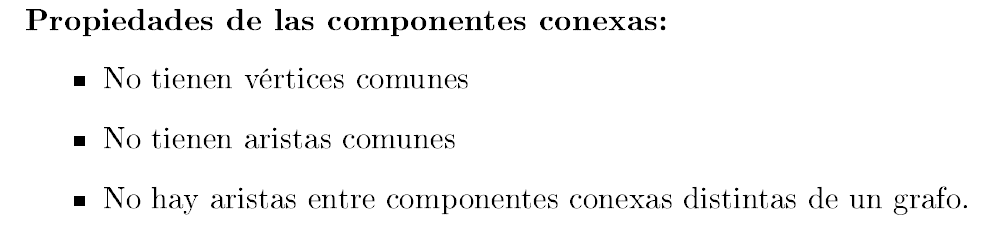 Propiedades de las componentes conexas:
▪ No tienen vértices comunes
▪ No tienen aristas comunes
▪ No hay aristas entre componentes conexas distintas de un grafo.